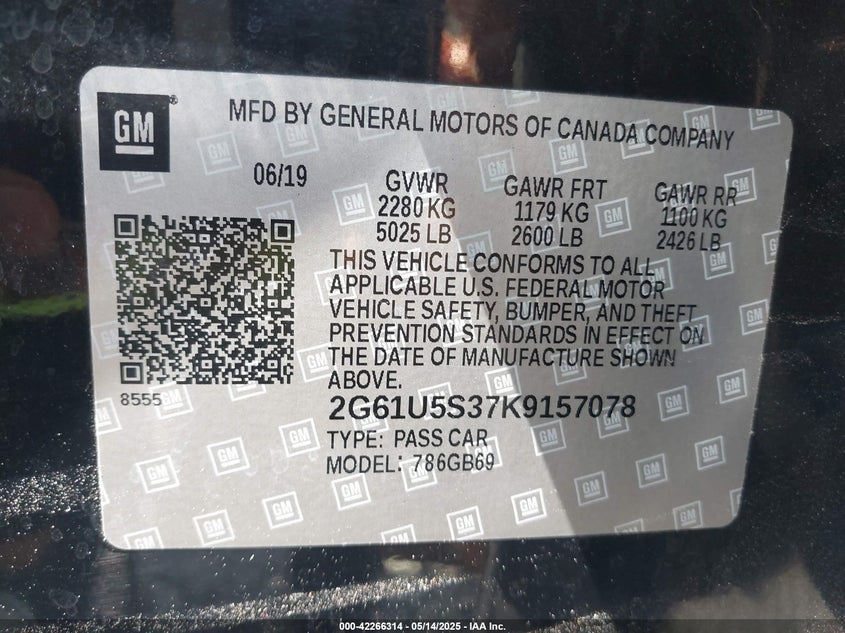 GM
MFD BY GENERAL MOTORS OF CANADA COMPANY
06/19
GVWR
2280 KG
5025 LB
GAWR FRT
1179 KG
2600 LB
GAWR RR
1100 KG
2426 LB
THIS VEHICLE CONFORMS TO ALL
APPLICABLE U.S. FEDERAL MOTOR
VEHICLE SAFETY, BUMPER, AND THEFT
PREVENTION STANDARDS IN EFFECT ON
THE DATE OF MANUFACTURE SHOWN
ABOVE.
8555
2G61U5S37K9157078
TYPE: PASS CAR
MODEL: 786GB69
000-42266314 - 05/14/2025 - IAA Inc.